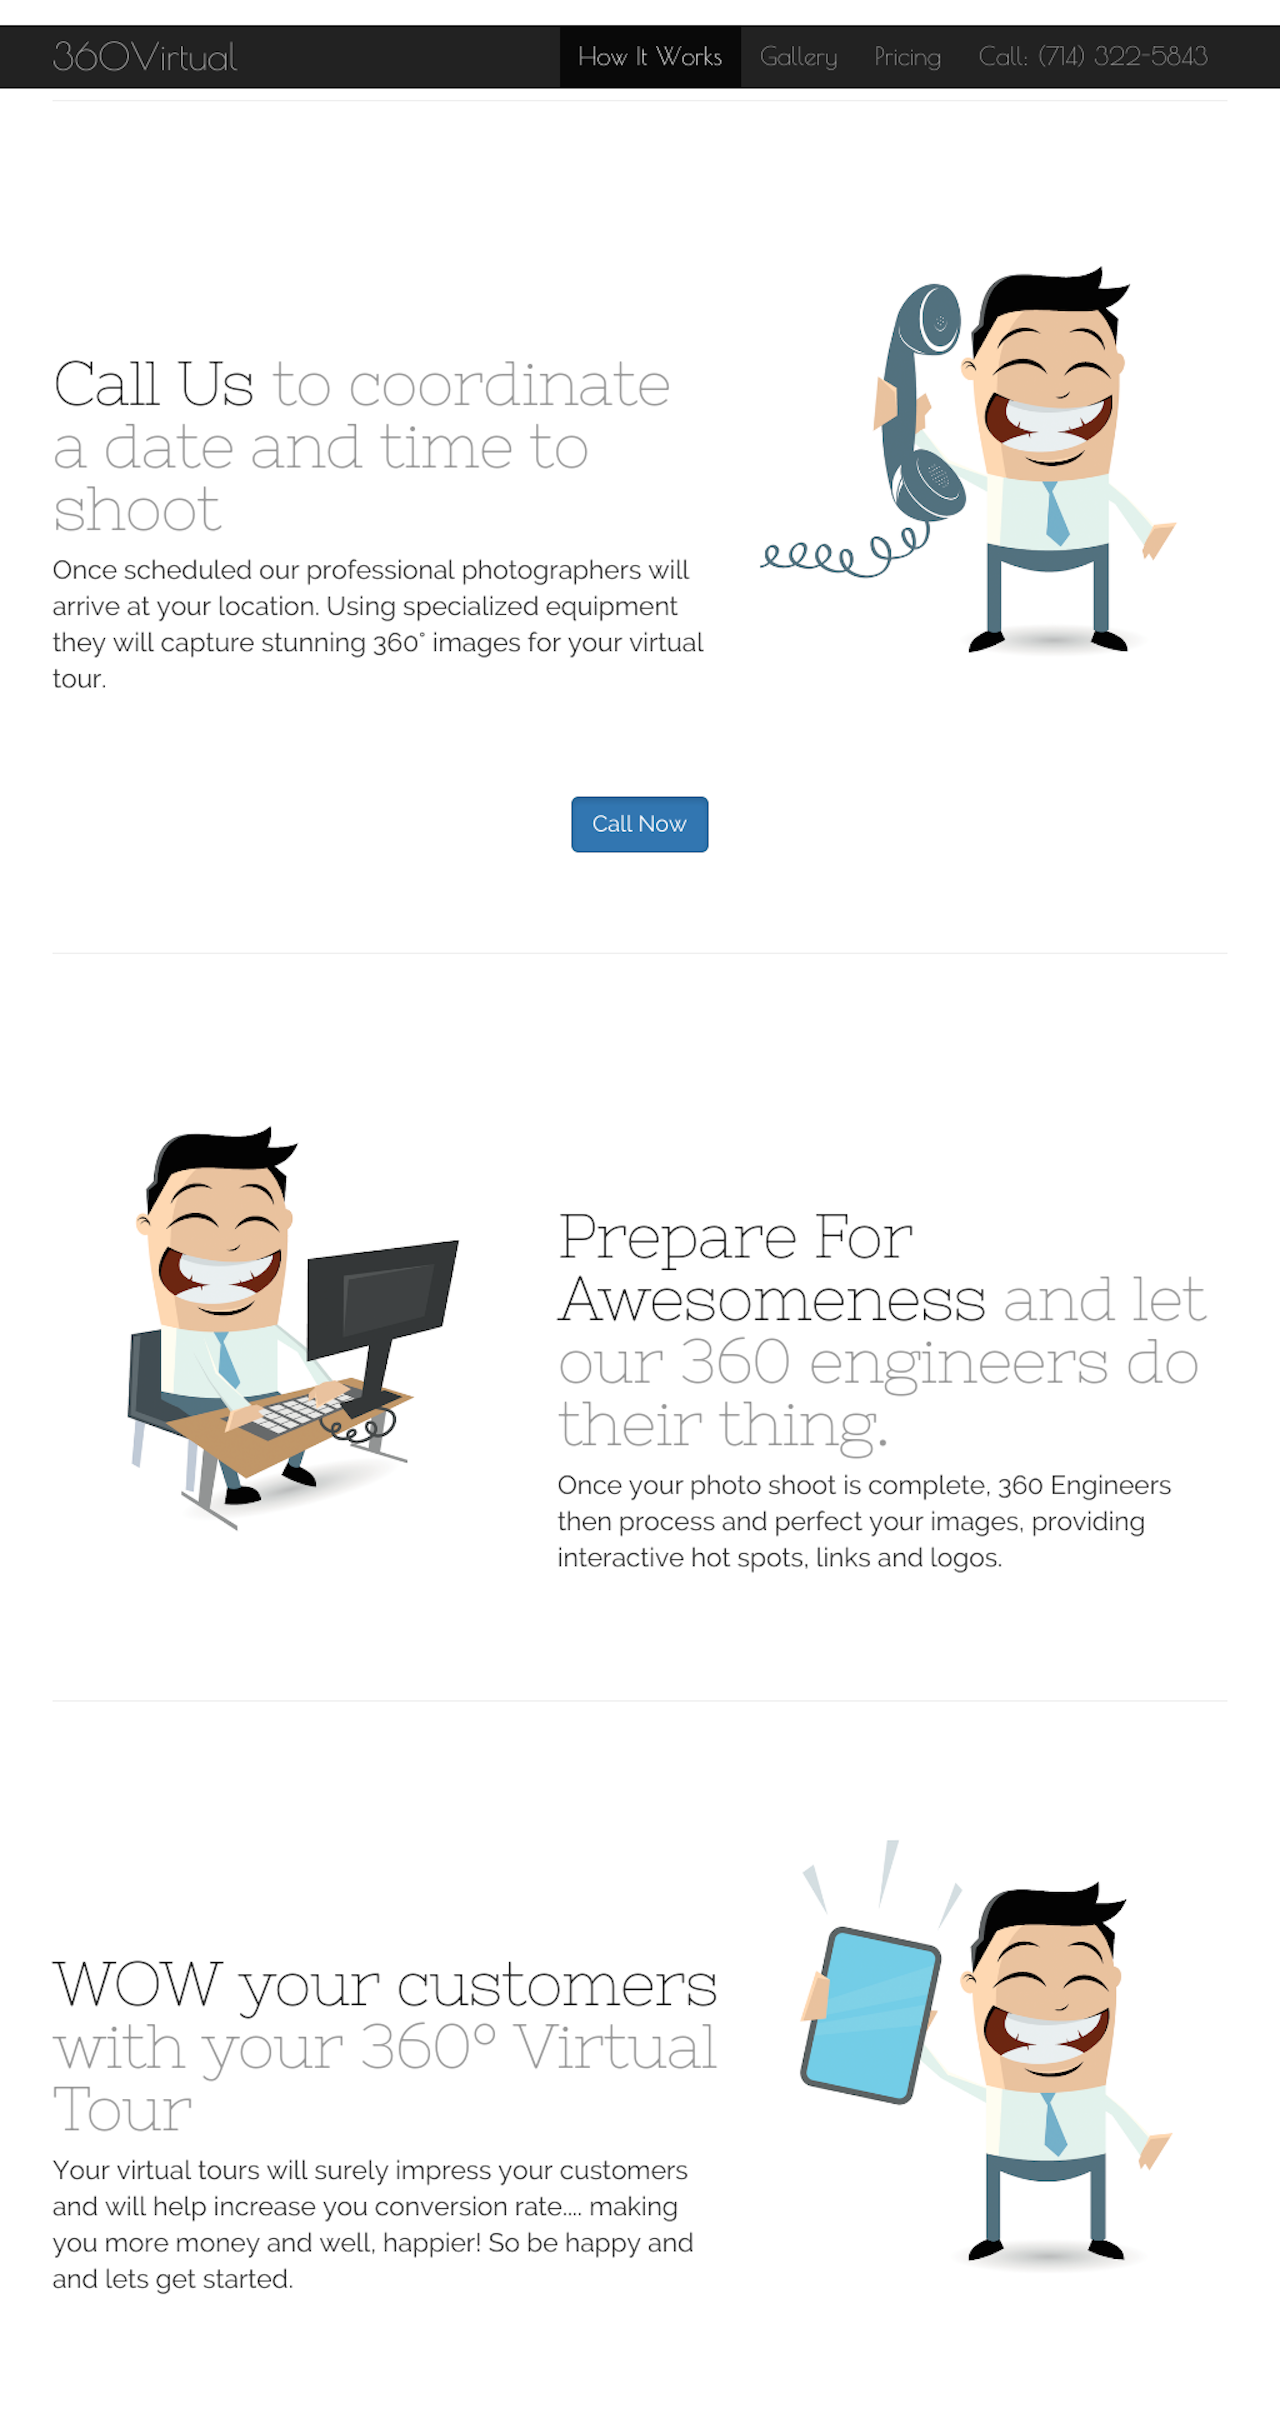 360Virtual
How It Works
Gallery
Pricing
Call: (714) 322-5843
Call Us to coordinate
a date and time to
shoot
Once scheduled our professional photographers will
arrive at your location. Using specialized equipment
they will capture stunning 360° images for your virtual
tour.
Call Now
Prepare For
Awesomeness and let
our 360 engineers do
their thing.
Once your photo shoot is complete, 360 Engineers
then process and perfect your images, providing
interactive hot spots, links and logos.
WOW your customers
with your 360º Virtual
Tour
Your virtual tours will surely impress your customers
and will help increase you conversion rate.... making
you more money and well, happier! So be happy and
and lets get started.